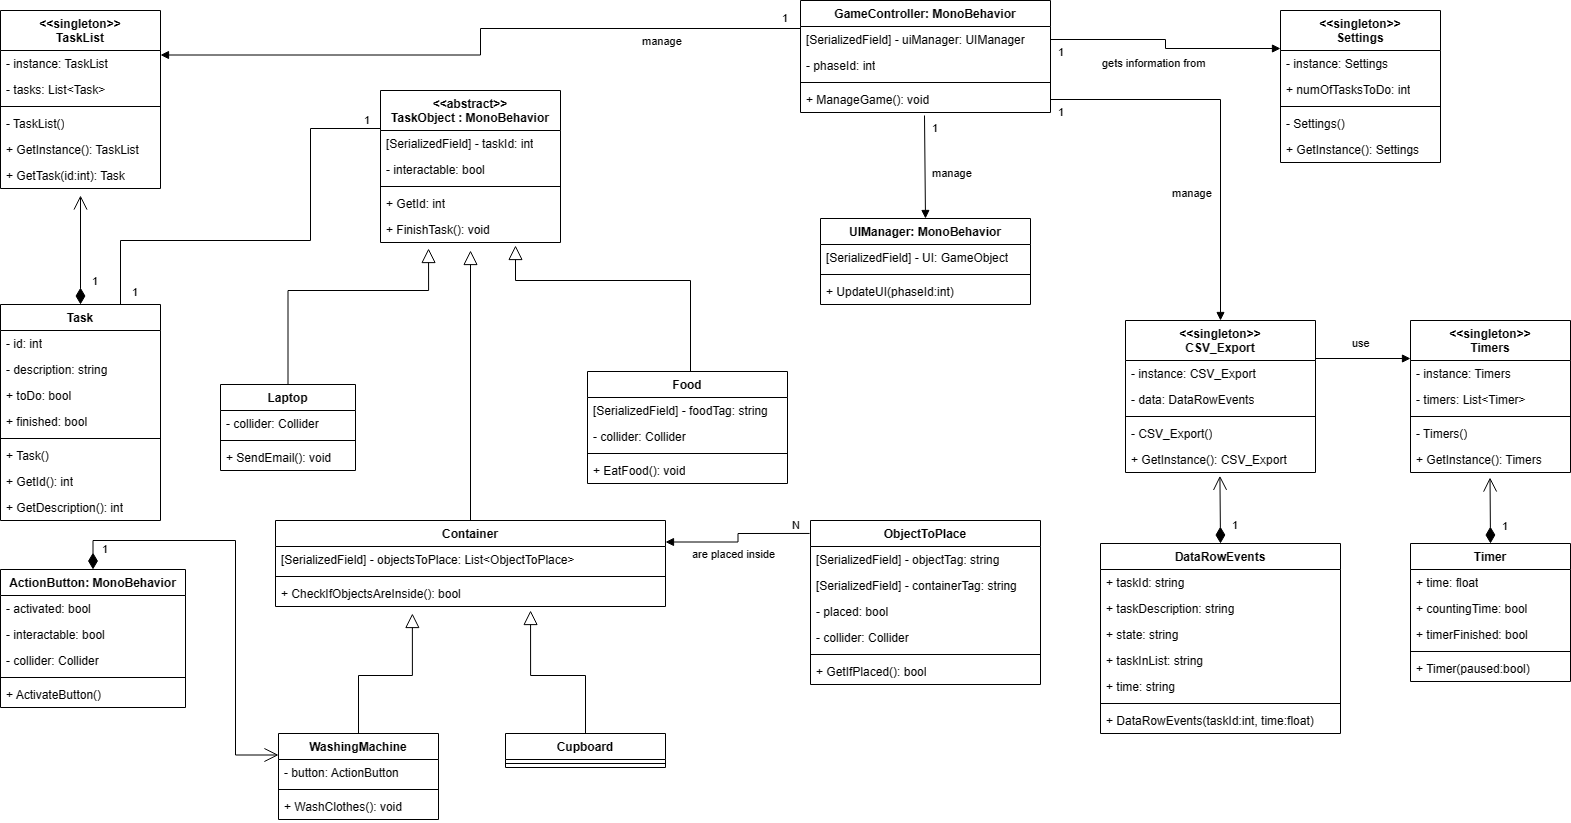 <<singleton>>
TaskList
- instance: TaskList
- tasks: List<Task>
- TaskList()
+ GetInstance(): TaskList
+ GetTask(id:int): Task
1
manage
GameController: MonoBehavior
[SerializedField] - uiManager: UIManager
- phaseId: int
+ ManageGame(): void
1
gets information from
<<singleton>>
Settings
- instance: Settings
+ numOfTasksToDo: int
- Settings()
+ GetInstance(): Settings
1
manage
1
manage
<<abstract>>
TaskObject : MonoBehavior
[SerializedField] - taskId: int
- interactable: bool
+ GetId: int
+ FinishTask(): void
1
1
1
UIManager: MonoBehavior
[SerializedField] - UI: GameObject
+ UpdateUI(phaseId:int)
Task
- id: int
- description: string
+ toDo: bool
+ finished: bool
+ Task()
+ GetId(): int
+ GetDescription(): int
Laptop
- collider: Collider
+ SendEmail(): void
Food
[SerializedField] - foodTag: string
- collider: Collider
+ EatFood(): void
<<singleton>>
CSV_Export
- instance: CSV_Export
- data: DataRowEvents
- CSV_Export()
+ GetInstance(): CSV_Export
use
<<singleton>>
Timers
- instance: Timers
- timers: List<Timer>
- Timers()
+ GetInstance(): Timers
1
1
Container
[SerializedField] - objectsToPlace: List<ObjectToPlace>
+ CheckIfObjectsAreInside(): bool
N
are placed inside
ObjectToPlace
[SerializedField] - objectTag: string
[SerializedField] - containerTag: string
- placed: bool
- collider: Collider
+ GetIfPlaced(): bool
DataRowEvents
+ taskId: string
+ taskDescription: string
+ state: string
+ taskInList: string
+ time: string
+ DataRowEvents(taskId:int, time:float)
Timer
+ time: float
+ countingTime: bool
+ timerFinished: bool
+ Timer(paused:bool)
1
ActionButton: MonoBehavior
- activated: bool
- interactable: bool
- collider: Collider
+ ActivateButton()
WashingMachine
- button: ActionButton
+ WashClothes(): void
Cupboard